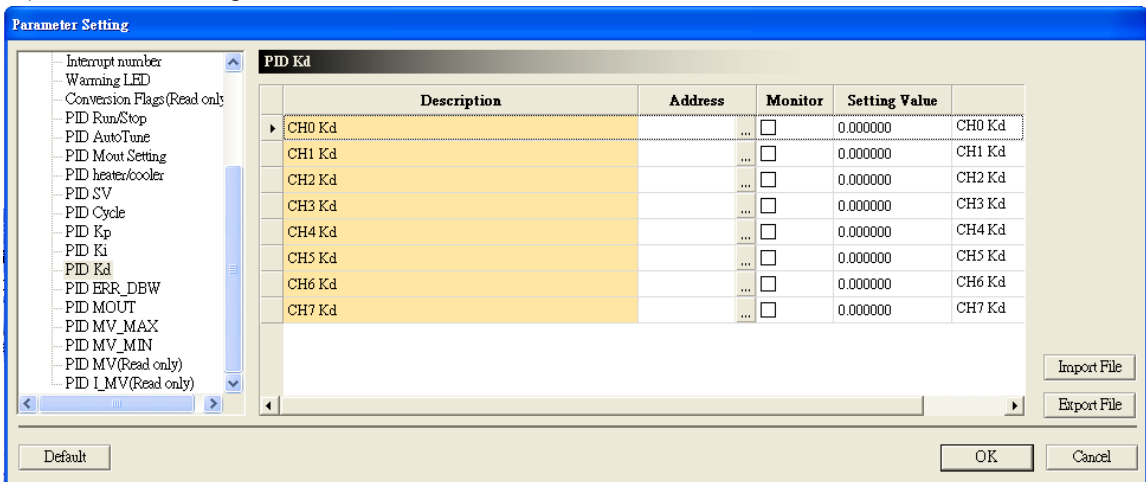 Parameter Setting
Interrupt number
Warming LED
Conversion Flags(Read only
PID Run/Stop
PID AutoTune
PID Mout Setting
PID heater/cooler
PID SV
PID Cycle
PID Kp
PID Ki
PID Kd
PID ERR_DBW
PID MOUT
PID MV_MAX
PID MV_MIN
PID MV(Read only)
PID I_MV(Read only)
PID Kd
Description Address Monitor Setting Value
CH0 Kd ... 0.000000 CH0 Kd
CH1 Kd ... 0.000000 CH1 Kd
CH2 Kd ... 0.000000 CH2 Kd
CH3 Kd ... 0.000000 CH3 Kd
CH4 Kd ... 0.000000 CH4 Kd
CH5 Kd ... 0.000000 CH5 Kd
CH6 Kd ... 0.000000 CH6 Kd
CH7 Kd ... 0.000000 CH7 Kd
Import File
Export File
Default OK Cancel